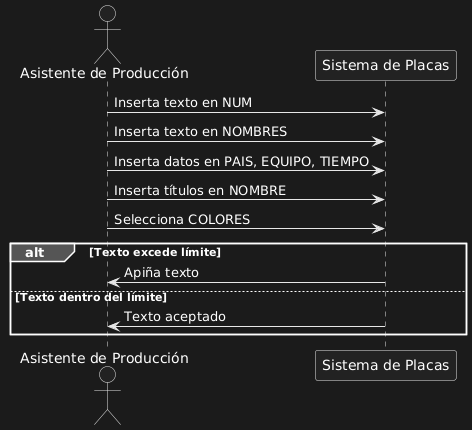 Asistente de Producción
Sistema de Placas
Inserta texto en NUM
Inserta texto en NOMBRES
Inserta datos en PAIS, EQUIPO, TIEMPO
Inserta títulos en NOMBRE
Selecciona COLORES
alt [Texto excede límite]
Apiña texto
[Texto dentro del límite]
Texto aceptado
Asistente de Producción
Sistema de Placas